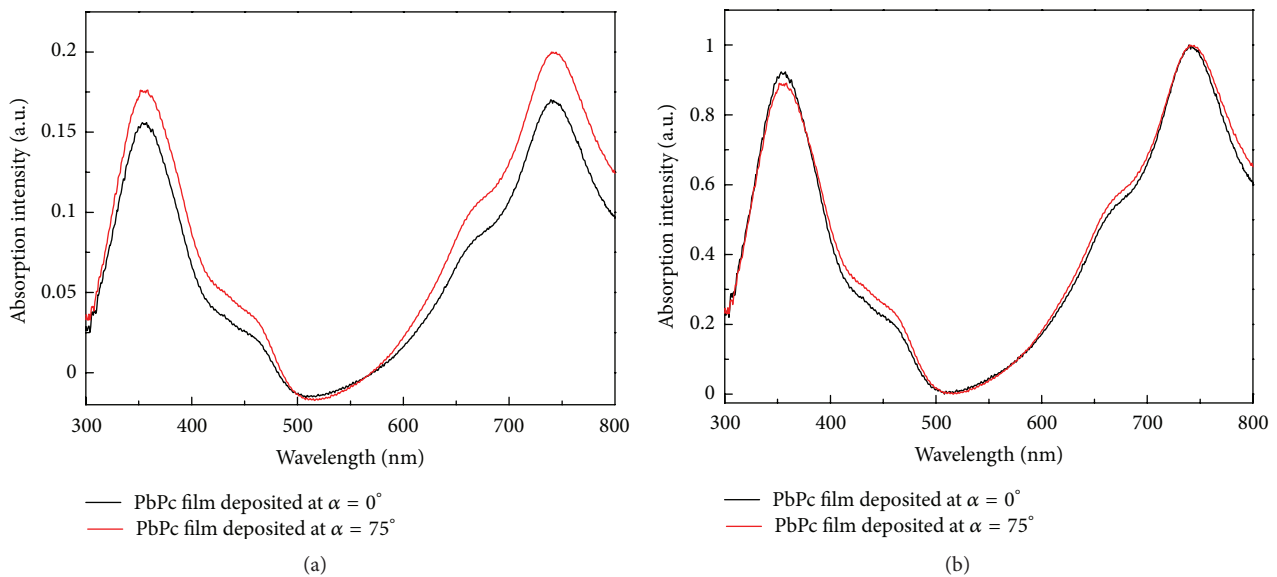 0.2
0.15
0.1
0.05
0
Absorption intensity (a.u.)
300 400 500 600 700 800
Wavelength (nm)
PbPc film deposited at α = 0°
PbPc film deposited at α = 75°
(a)
1
0.8
0.6
0.4
0.2
0
Absorption intensity (a.u.)
300 400 500 600 700 800
Wavelength (nm)
PbPc film deposited at α = 0°
PbPc film deposited at α = 75°
(b)